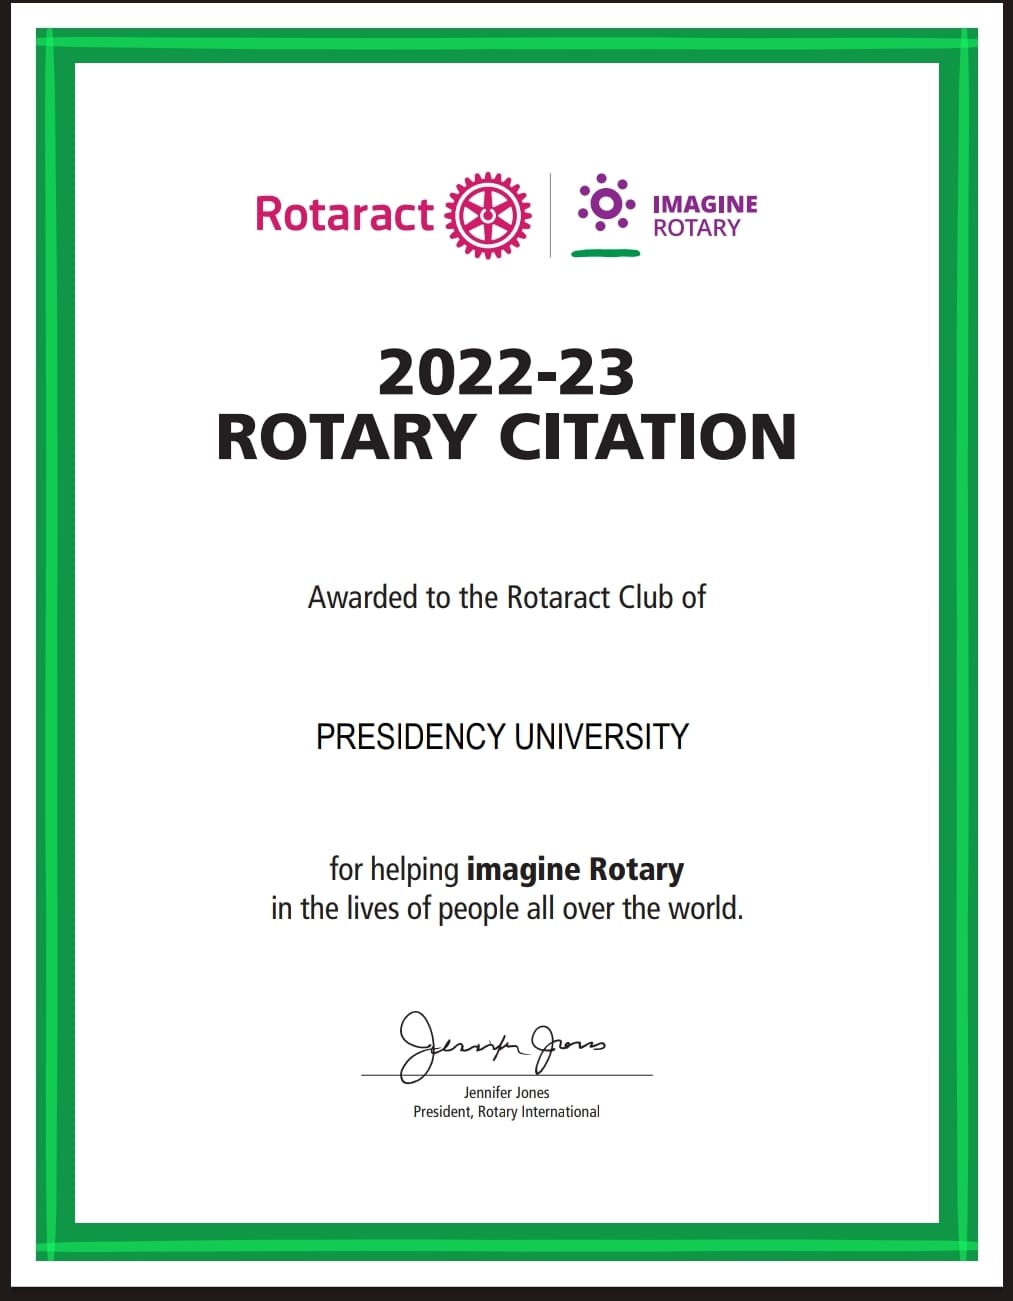 Rotaract
IMAGINE
ROTARY
2022-23
ROTARY CITATION
Awarded to the Rotaract Club of
PRESIDENCY UNIVERSITY
for helping imagine Rotary
in the lives of people all over the world.
Jennifer Jones
Jennifer Jones
President, Rotary International